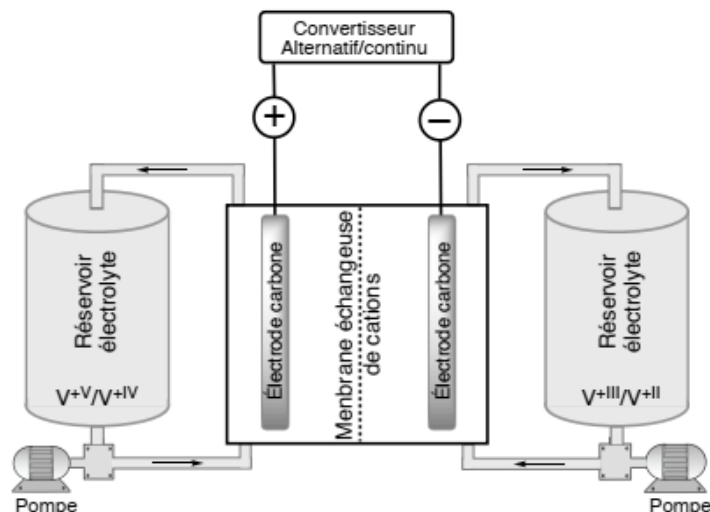 Convertisseur
Alternatif/continu
+
−
Réservoir
électrolyte
V+V/V+IV
Électrode carbone
Menbrane échangeuse
de cations
Électrode carbone
Réservoir
électrolyte
V+III/V+II
Pompe
Pompe